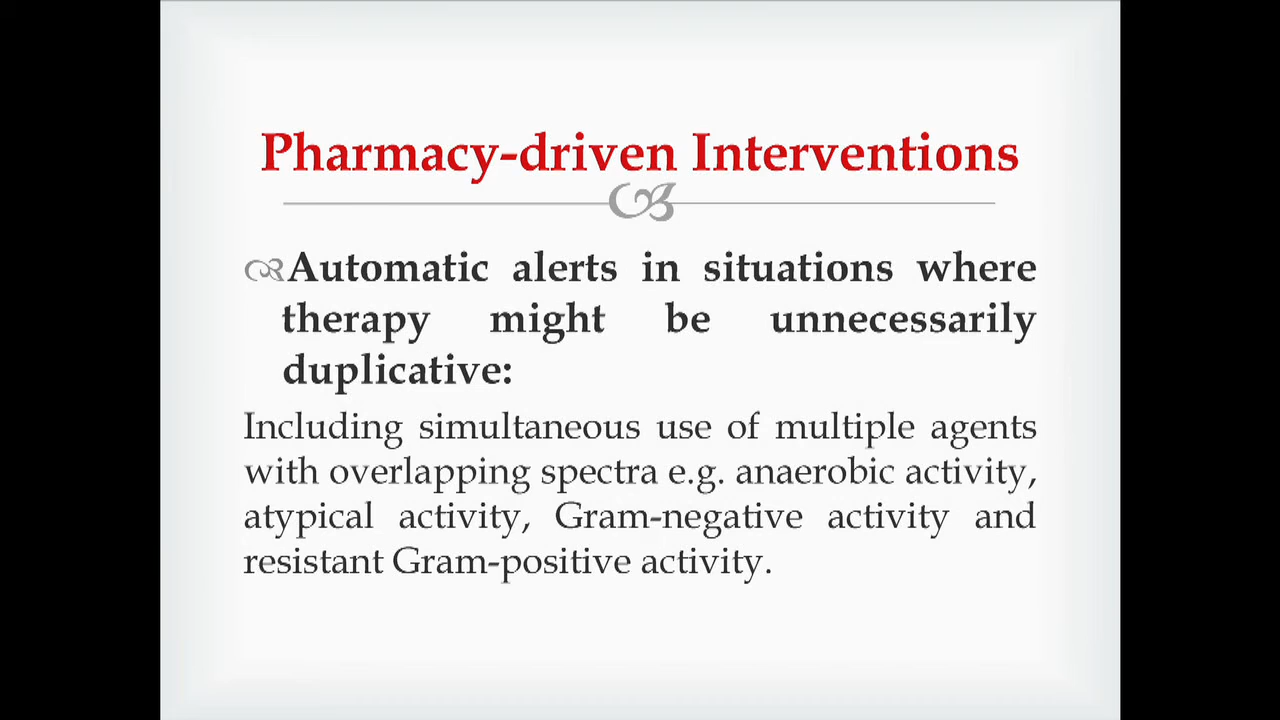 Pharmacy-driven Interventions
Automatic alerts in situations where
therapy might be unnecessarily
duplicative:
Including simultaneous use of multiple agents
with overlapping spectra e.g. anaerobic activity,
atypical activity, Gram-negative activity and
resistant Gram-positive activity.